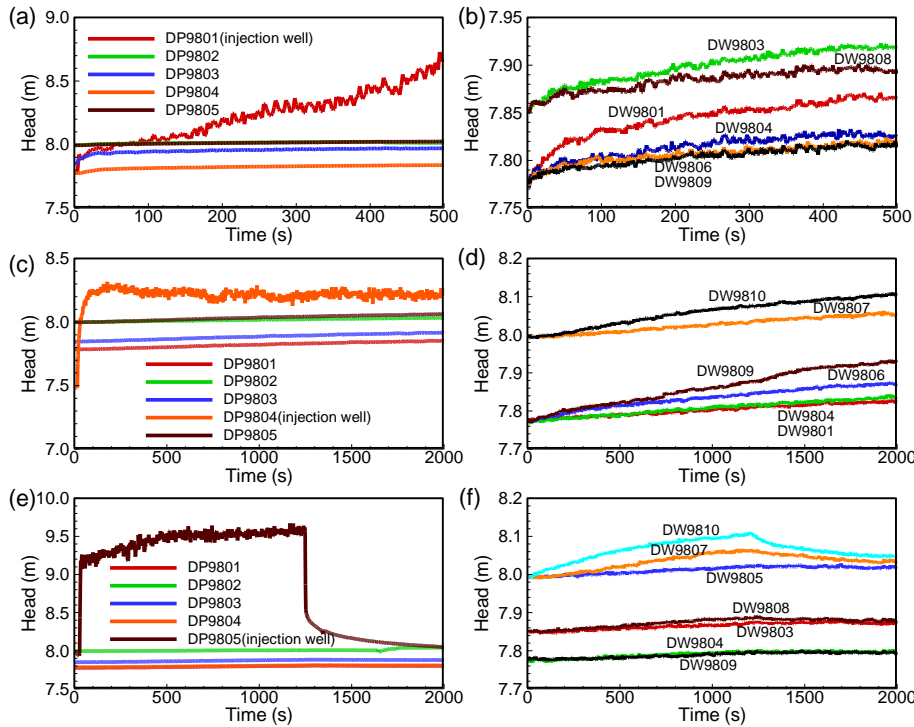 (a)
9.0
8.5
8.0
7.5
Head (m)
DP9801(injection well)
DP9802
DP9803
DP9804
DP9805
0 100 200 300 400 500
Time (s)
(b)
7.95
7.90
7.85
7.80
7.75
Head (m)
DW9803
DW9808
DW9801
DW9804
DW9806
DW9809
0 100 200 300 400 500
Time (s)
(c)
8.5
8.0
7.5
7.0
Head (m)
DP9801
DP9802
DP9803
DP9804(injection well)
DP9805
0 500 1000 1500 2000
Time (s)
(d)
8.2
8.1
8.0
7.9
7.8
7.7
Head (m)
DW9810
DW9807
DW9809
DW9806
DW9804
DW9801
0 500 1000 1500 2000
Time (s)
(e)
10.0
9.5
9.0
8.5
8.0
7.5
Head (m)
DP9801
DP9802
DP9803
DP9804
DP9805(injection well)
0 500 1000 1500 2000
Time (s)
(f)
8.2
8.1
8.0
7.9
7.8
7.7
Head (m)
DW9810
DW9807
DW9805
DW9808
DW9803
DW9804
DW9809
0 500 1000 1500 2000
Time (s)